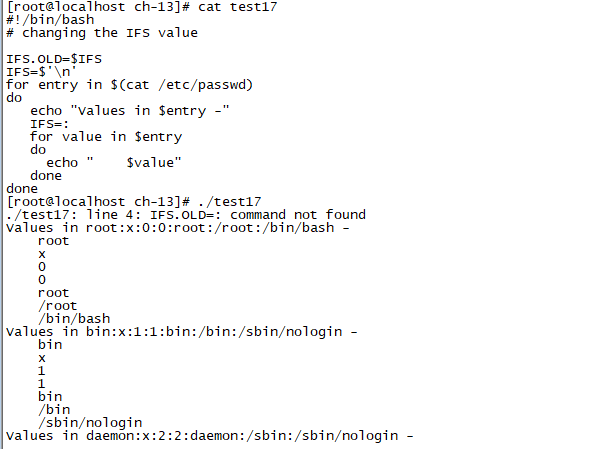 [root@localhost ch-13]# cat test17
#!/bin/bash
# changing the IFS value
IFS.OLD=$IFS
IFS=$'\n'
for entry in $(cat /etc/passwd)
do
   echo "Values in $entry -"
   IFS=:
   for value in $entry
   do
     echo "    $value"
   done
done
[root@localhost ch-13]# ./test17
./test17: line 4: IFS.OLD=: command not found
Values in root:x:0:0:root:/root:/bin/bash -
    root
    x
    0
    0
    root
    /root
    /bin/bash
Values in bin:x:1:1:bin:/bin:/sbin/nologin -
    bin
    x
    1
    1
    bin
    /bin
    /sbin/nologin
Values in daemon:x:2:2:daemon:/sbin:/sbin/nologin -